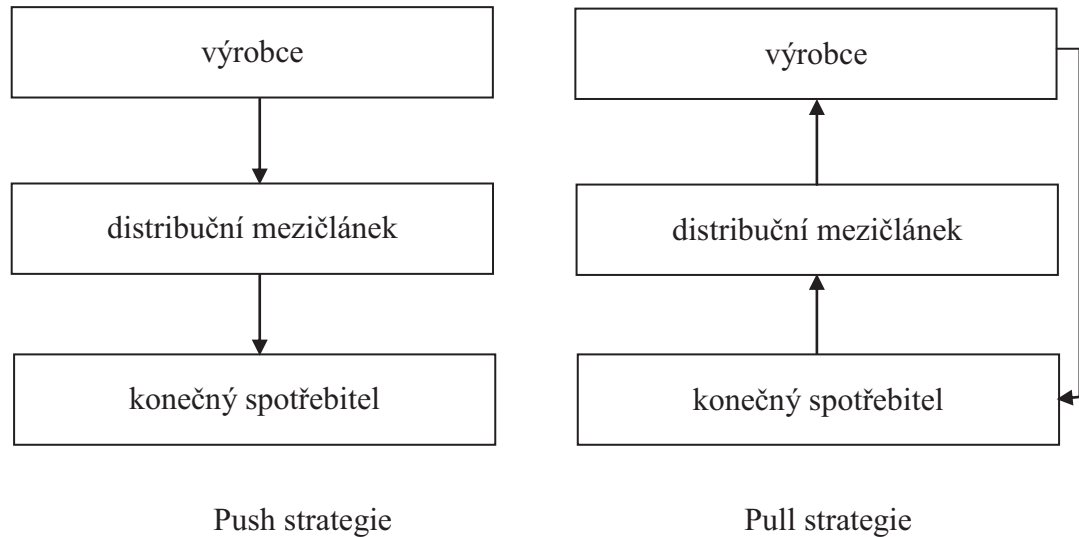 výrobce
distribuční mezičlánek
konečný spotřebitel
Push strategie
výrobce
distribuční mezičlánek
konečný spotřebitel
Pull strategie